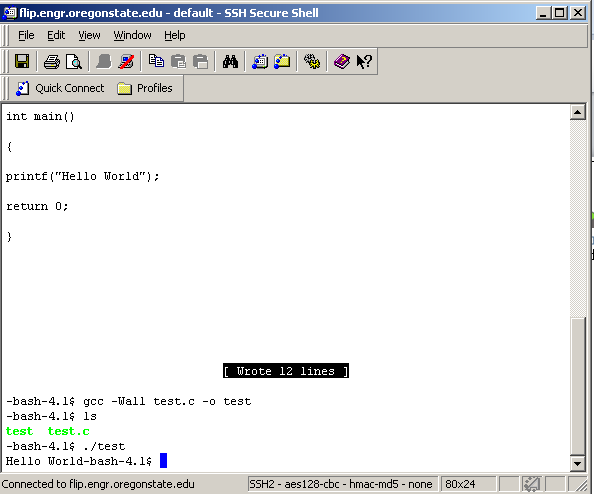 flip.engr.oregonstate.edu - default - SSH Secure Shell
File Edit View Window Help
Quick Connect Profiles
int main()
{
printf("Hello World");
return 0;
}
[ Wrote 12 lines ]
-bash-4.1$ gcc -Wall test.c -o test
-bash-4.1$ ls
test test.c
-bash-4.1$ ./test
Hello World-bash-4.1$
Connected to flip.engr.oregonstate.edu SSH2 - aes128-cbc - hmac-md5 - none 80x24